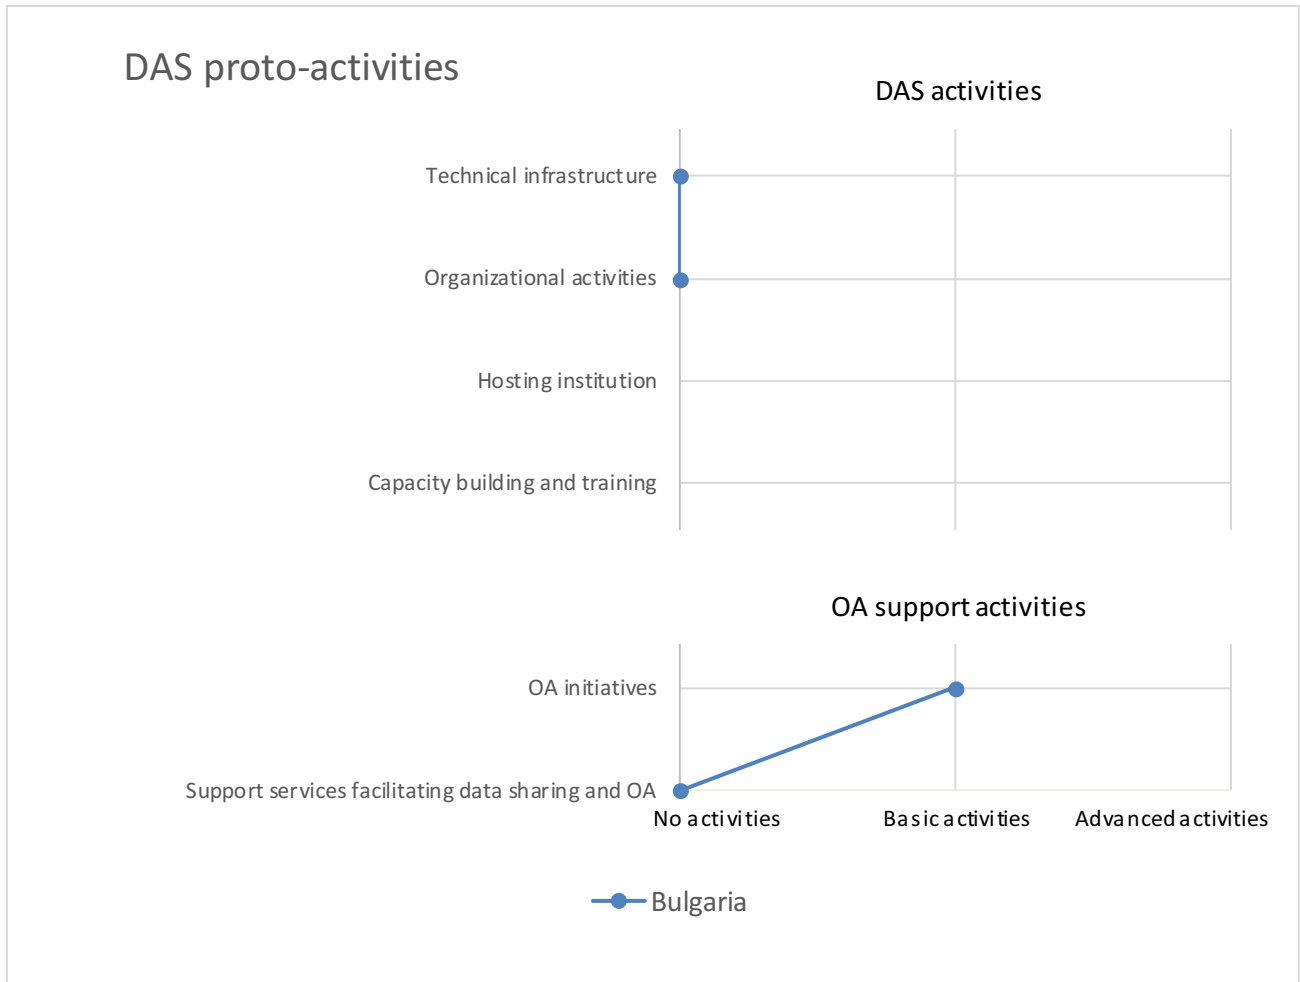 DAS proto-activities
DAS activities
Technical infrastructure
Organizational activities
Hosting institution
Capacity building and training
OA support activities
OA initiatives
Support services facilitating data sharing and OA
No activities
Basic activities
Advanced activities
Bulgaria